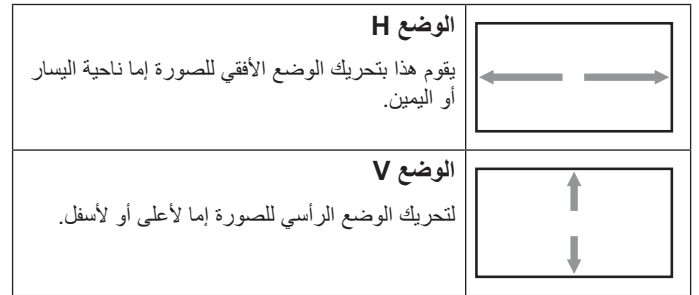 الوضع H
يقوم هذا بتحريك الوضع الأفقي للصورة إما ناحية اليسار
أو اليمين.
الوضع V
لتحريك الوضع الرأسي للصورة إما لأعلى أو لأسفل.